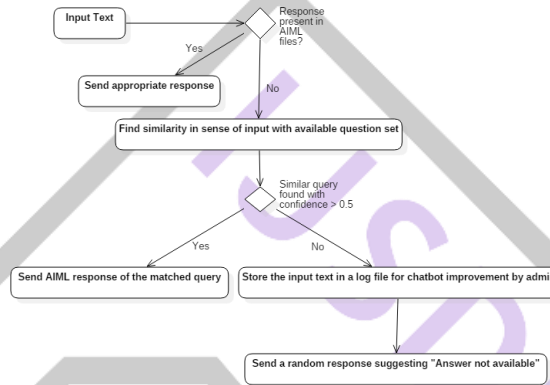 Input Text
Response
present in
AIML
files?
Yes
Send appropriate response
No
Find similarity in sense of input with available question set
Similar query
found with
confidence > 0.5
Yes
No
Send AIML response of the matched query
Store the input text in a log file for chatbot improvement by admi
Send a random response suggesting "Answer not available"